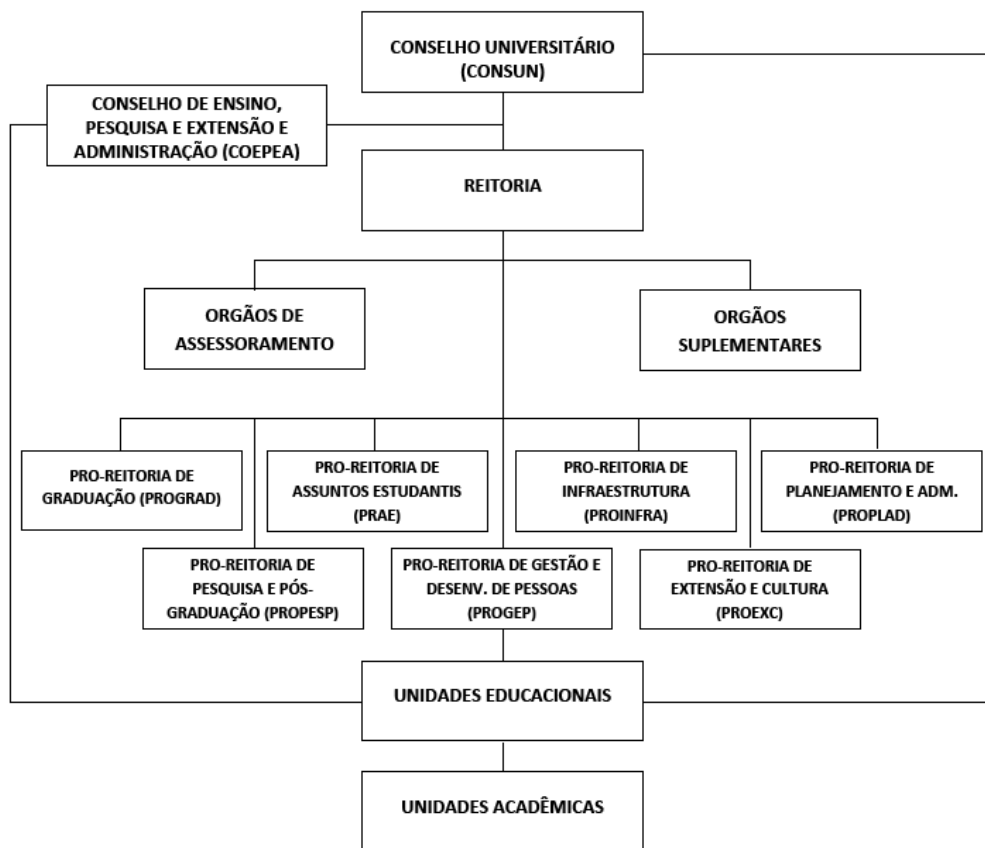 CONSELHO UNIVERSITÁRIO
(CONSUN)
CONSELHO DE ENSINO,
PESQUISA E EXTENSÃO E
ADMINISTRAÇÃO (COEPEA)
REITORIA
ORGÃOS DE
ASSESSORAMENTO
ORGÃOS
SUPLEMENTARES
PRO-REITORIA DE
GRADUAÇÃO (PROGRAD)
PRO-REITORIA DE
ASSUNTOS ESTUDANTIS
(PRAE)
PRO-REITORIA DE
INFRAESTRUTURA
(PROINFRA)
PRO-REITORIA DE
PLANEJAMENTO E ADM.
(PROPLAD)
PRO-REITORIA DE
PESQUISA E PÓS-
GRADUAÇÃO (PROPESP)
PRO-REITORIA DE GESTÃO E
DESENV. DE PESSOAS
(PROGEP)
PRO-REITORIA DE
EXTENSÃO E CULTURA
(PROEXC)
UNIDADES EDUCACIONAIS
UNIDADES ACADÊMICAS